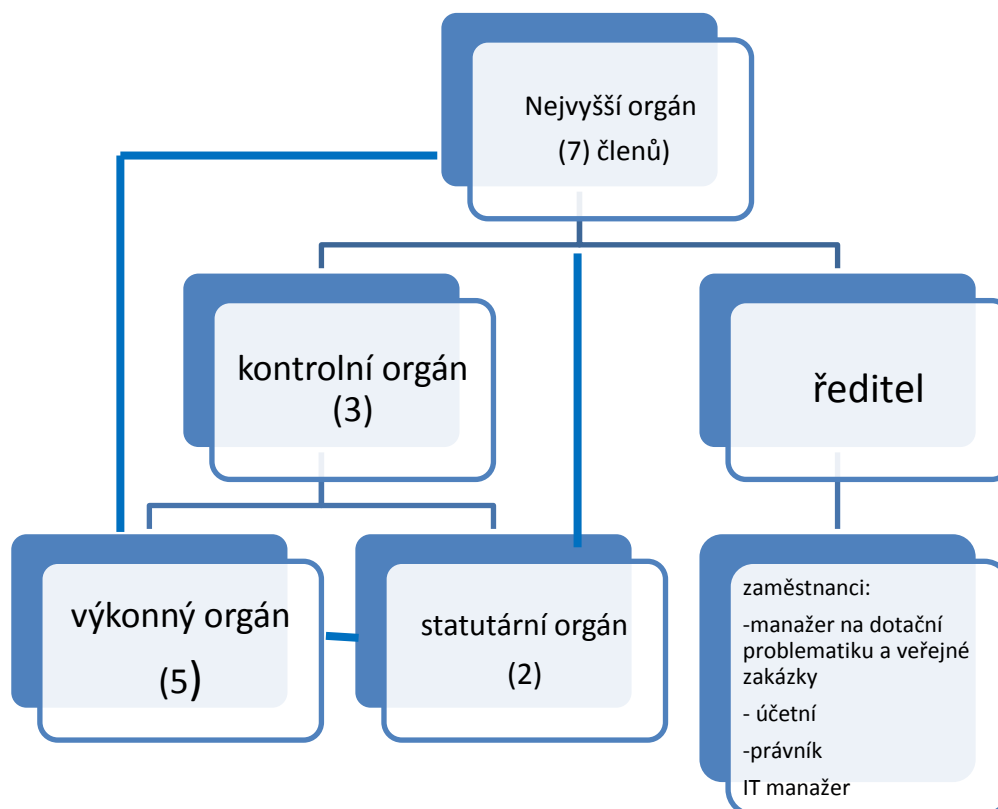 Nejvyšší orgán
(7) členů)
kontrolní orgán
(3)
ředitel
výkonný orgán
(5)
statutární orgán
(2)
zaměstnanci:
-manažer na dotační
problematiku a veřejné
zakázky
- účetní
-právník
IT manažer